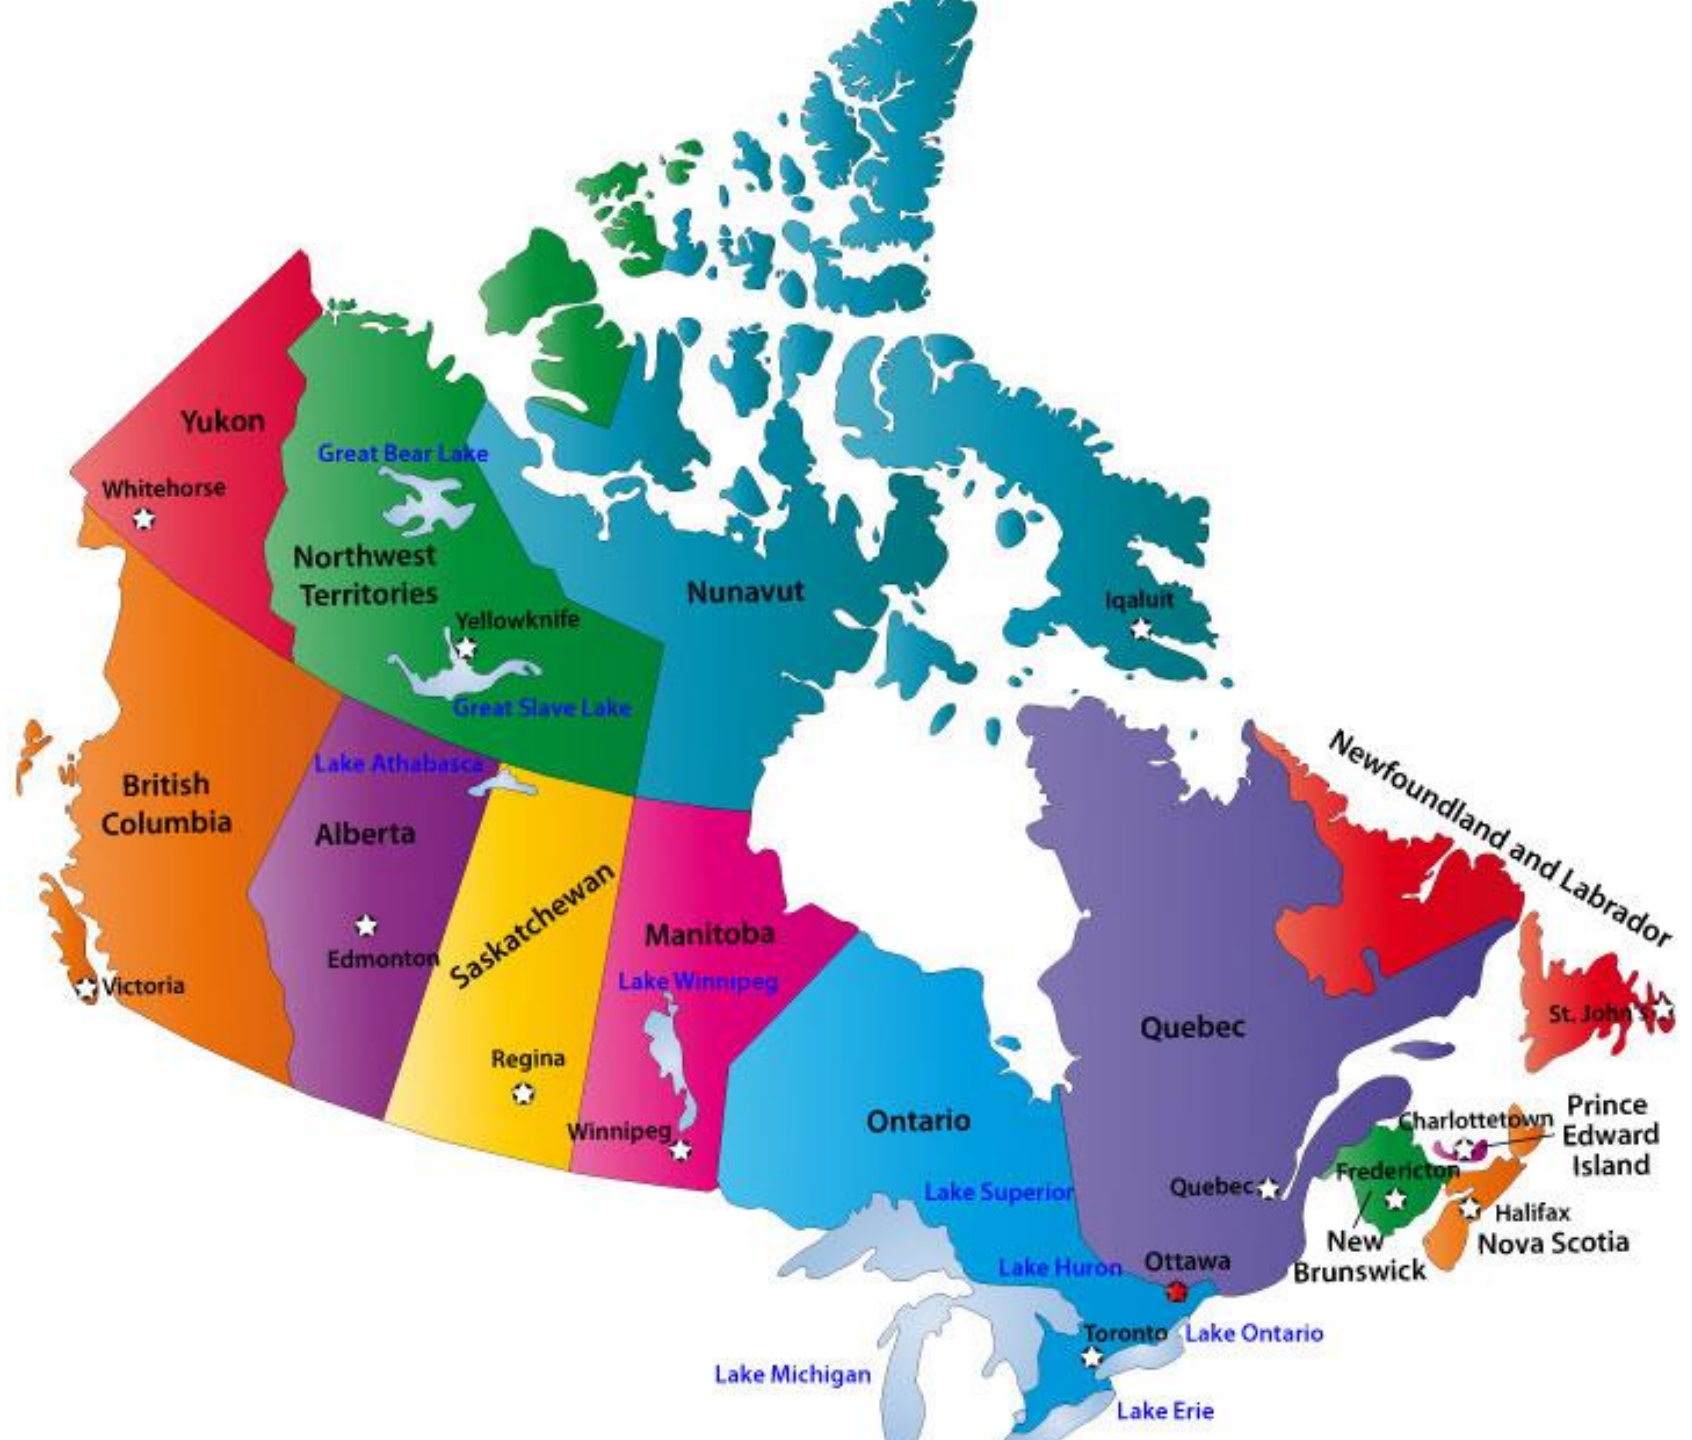 Yukon
Great Bear Lake
Whitehorse
Northwest
Territories
Nunavut
Iqaluit
Yellowknife
Great Slave Lake
Newfoundland and Labrador
Lake Athabasca
British
Columbia
Alberta
Saskatchewan
Manitoba
Edmonton
Lake Winnipeg
Victoria
Quebec
St. John's
Regina
Ontario
Winnipeg
Charlottetown
Prince
Edward
Island
Fredericton
Quebec
Lake Superior
Halifax
New
Brunswick
Nova Scotia
Lake Huron
Ottawa
Toronto
Lake Ontario
Lake Michigan
Lake Erie